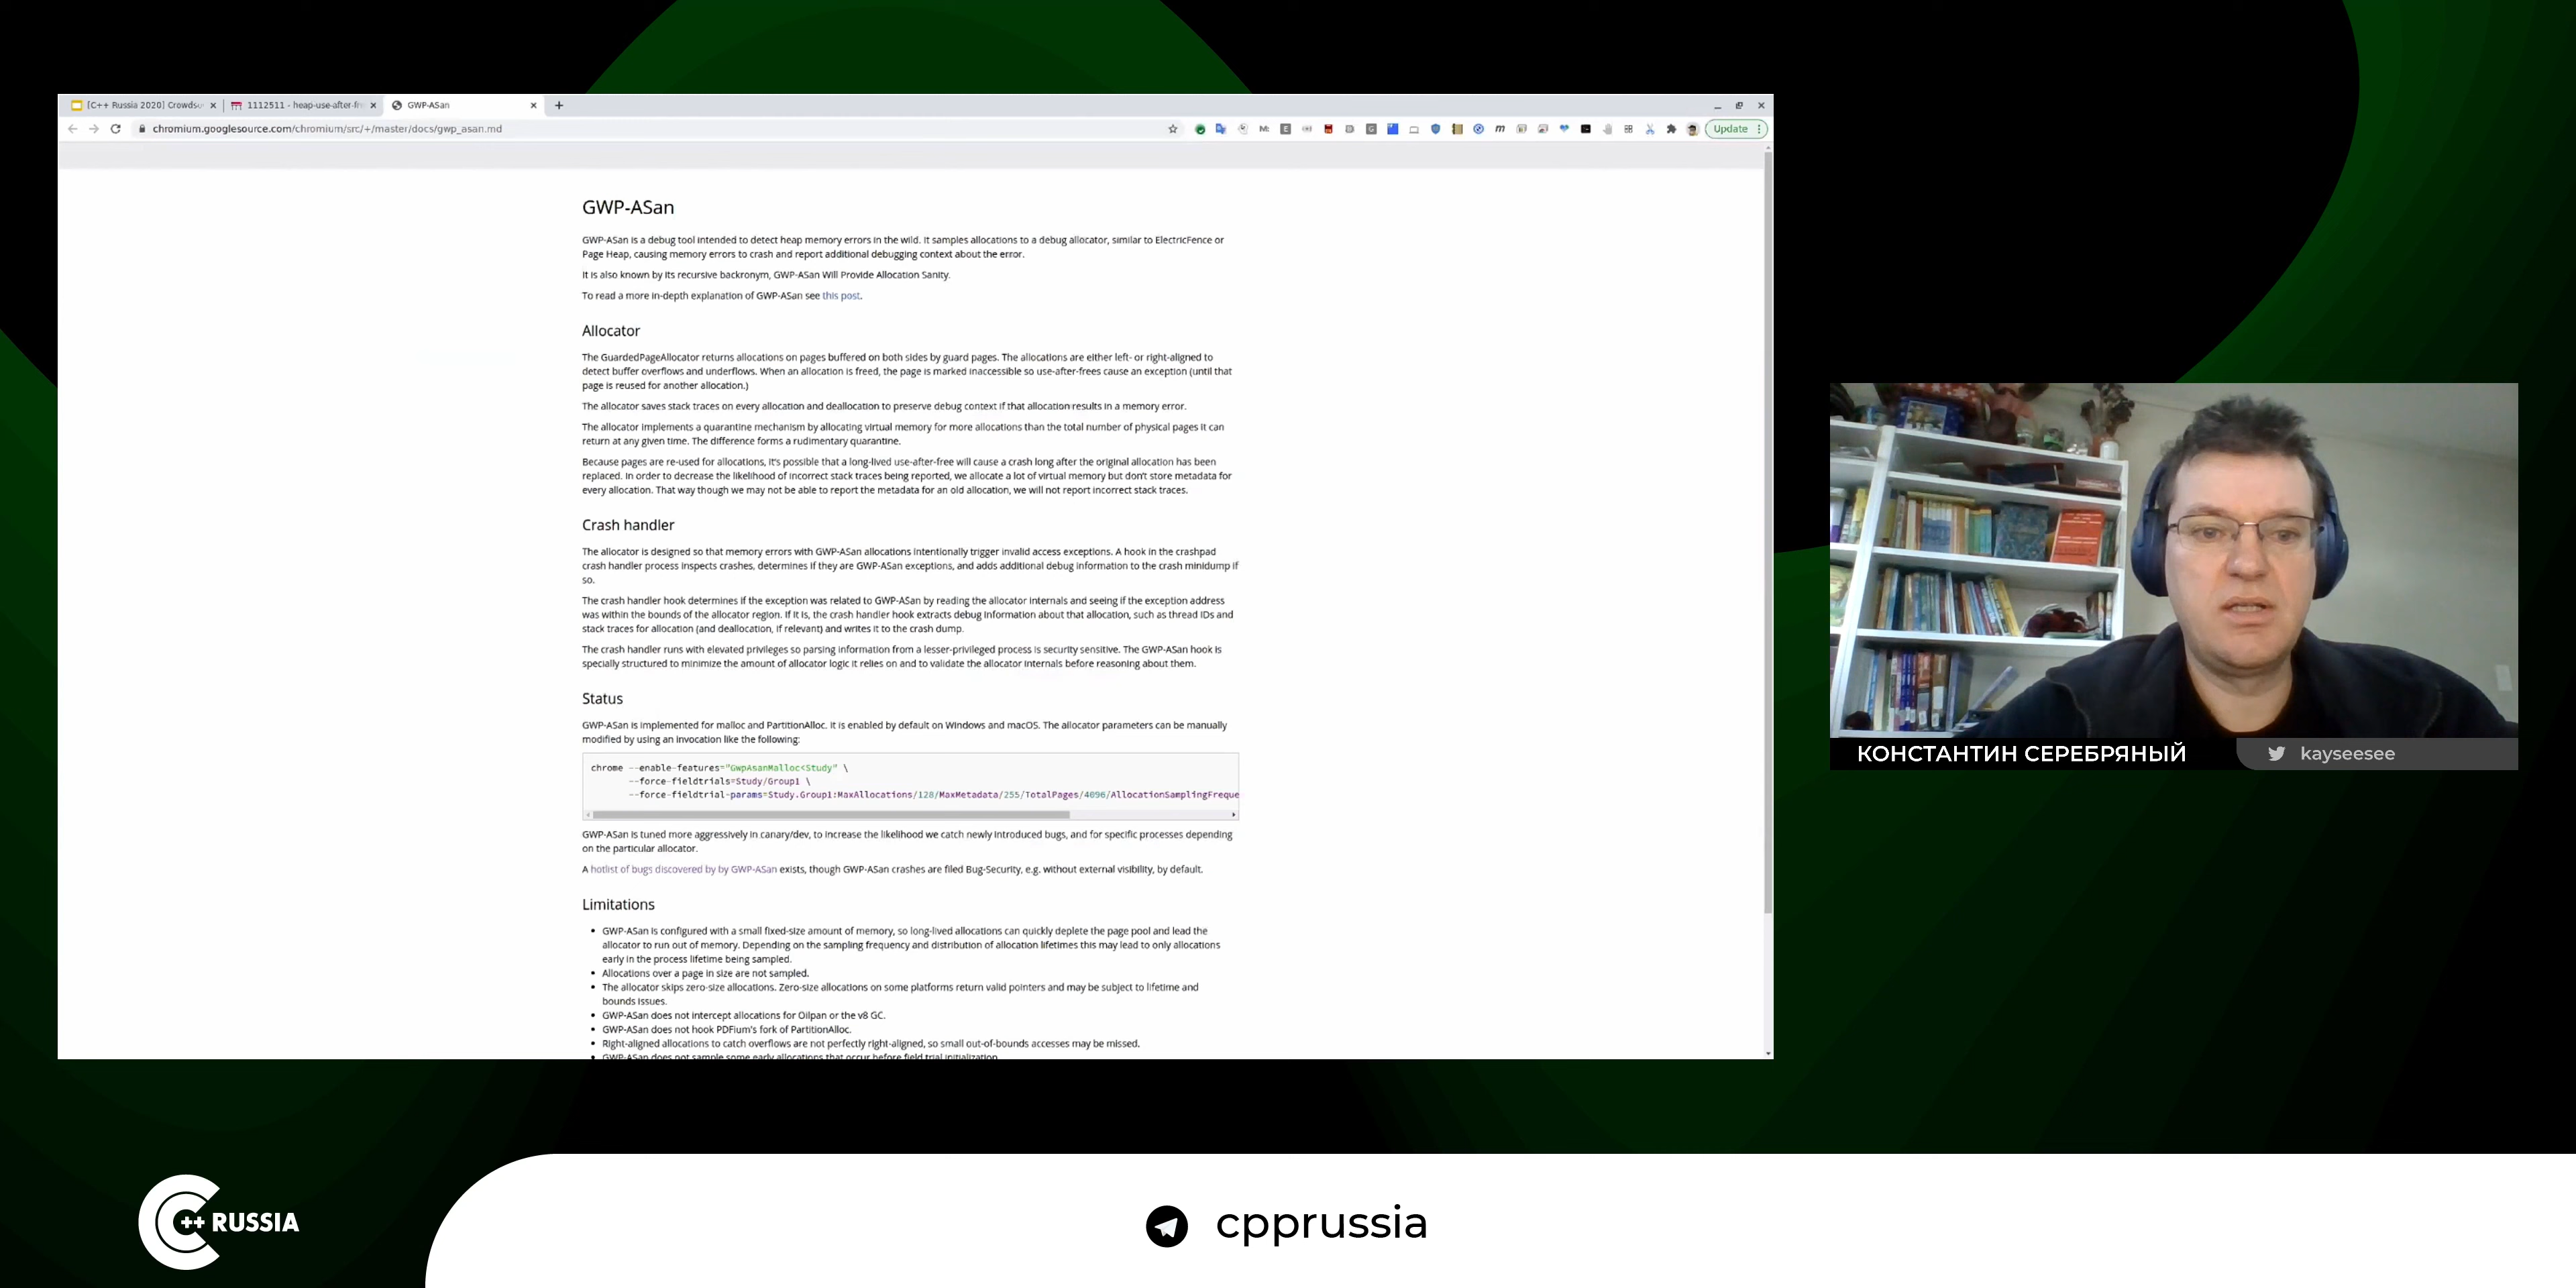 [C++ Russia 2020] Crowdsou
1112511 - heap-use-after-fre
GWP-ASan
chromium.googlesource.com/chromium/src/+/master/docs/gwp_asan.md
Update
GWP-ASan
GWP-ASan is a debug tool intended to detect heap memory errors in the wild. It samples allocations to a debug allocator, similar to ElectricFence or
Page Heap, causing memory errors to crash and report additional debugging context about the error.
It is also known by its recursive backronym, GWP-ASan Will Provide Allocation Sanity.
To read a more in-depth explanation of GWP-ASan see this post.
Allocator
The GuardedPageAllocator returns allocations on pages buffered on both sides by guard pages. The allocations are either left- or right-aligned to
detect buffer overflows and underflows. When an allocation is freed, the page is marked inaccessible so use-after-frees cause an exception (until that
page is reused for another allocation.)
The allocator saves stack traces on every allocation and deallocation to preserve debug context if that allocation results in a memory error.
The allocator implements a quarantine mechanism by allocating virtual memory for more allocations than the total number of physical pages it can
return at any given time. The difference forms a rudimentary quarantine.
Because pages are re-used for allocations, it's possible that a long-lived use-after-free will cause a crash long after the original allocation has been
replaced. In order to decrease the likelihood of incorrect stack traces being reported, we allocate a lot of virtual memory but don't store metadata for
every allocation. That way though we may not be able to report the metadata for an old allocation, we will not report incorrect stack traces.
Crash handler
The allocator is designed so that memory errors with GWP-ASan allocations intentionally trigger invalid access exceptions. A hook in the crashpad
crash handler process inspects crashes, determines if they are GWP-ASan exceptions, and adds additional debug information to the crash minidump if
so.
The crash handler hook determines if the exception was related to GWP-ASan by reading the allocator internals and seeing if the exception address
was within the bounds of the allocator region. If it is, the crash handler hook extracts debug information about that allocation, such as thread IDs and
stack traces for allocation (and deallocation, if relevant) and writes it to the crash dump.
The crash handler runs with elevated privileges so parsing information from a lesser-privileged process is security sensitive. The GWP-ASan hook is
specially structured to minimize the amount of allocator logic it relies on and to validate the allocator internals before reasoning about them.
Status
GWP-ASan is implemented for malloc and PartitionAlloc. It is enabled by default on Windows and macOS. The allocator parameters can be manually
modified by using an invocation like the following:
chrome --enable-features="GwpAsanMalloc<Study" \
--force-fieldtrials=Study/Group1 \
--force-fieldtrial-params=Study.Group1:MaxAllocations/128/MaxMetadata/255/TotalPages/4096/AllocationSamplingFreque
GWP-ASan is tuned more aggressively in canary/dev, to increase the likelihood we catch newly introduced bugs, and for specific processes depending
on the particular allocator.
A hotlist of bugs discovered by by GWP-ASan exists, though GWP-ASan crashes are filed Bug-Security, e.g. without external visibility, by default.
Limitations
• GWP-ASan is configured with a small fixed-size amount of memory, so long-lived allocations can quickly deplete the page pool and lead the
allocator to run out of memory. Depending on the sampling frequency and distribution of allocation lifetimes this may lead to only allocations
early in the process lifetime being sampled.
• Allocations over a page in size are not sampled.
• The allocator skips zero-size allocations. Zero-size allocations on some platforms return valid pointers and may be subject to lifetime and
bounds issues.
• GWP-ASan does not intercept allocations for Oilpan or the v8 GC.
• GWP-ASan does not hook PDFium's fork of PartitionAlloc.
• Right-aligned allocations to catch overflows are not perfectly right-aligned, so small out-of-bounds accesses may be missed.
• GWP-ASan does not sample some early allocations that occur before field trial initialization.
КОНСТАНТИН СЕРЕБРЯНЫЙ
kayseesee
C++ RUSSIA
cpprussia